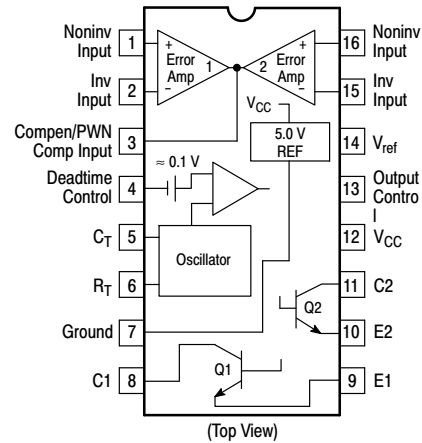 Noninv
Input
1
Inv
Input
2
Compen/PWN
Comp Input
3
Deadtime
Control
4
CT
5
RT
6
Ground
7
C1
8
+
Error
Amp
1
–
2
+
Error
Amp
–
VCC
5.0 V
REF
≈ 0.1 V
Oscillator
Q2
Q1
16
Noninv
Input
15
Inv
Input
14
Vref
13
Output
Contro
l
12
VCC
11
C2
10
E2
9
E1
(Top View)